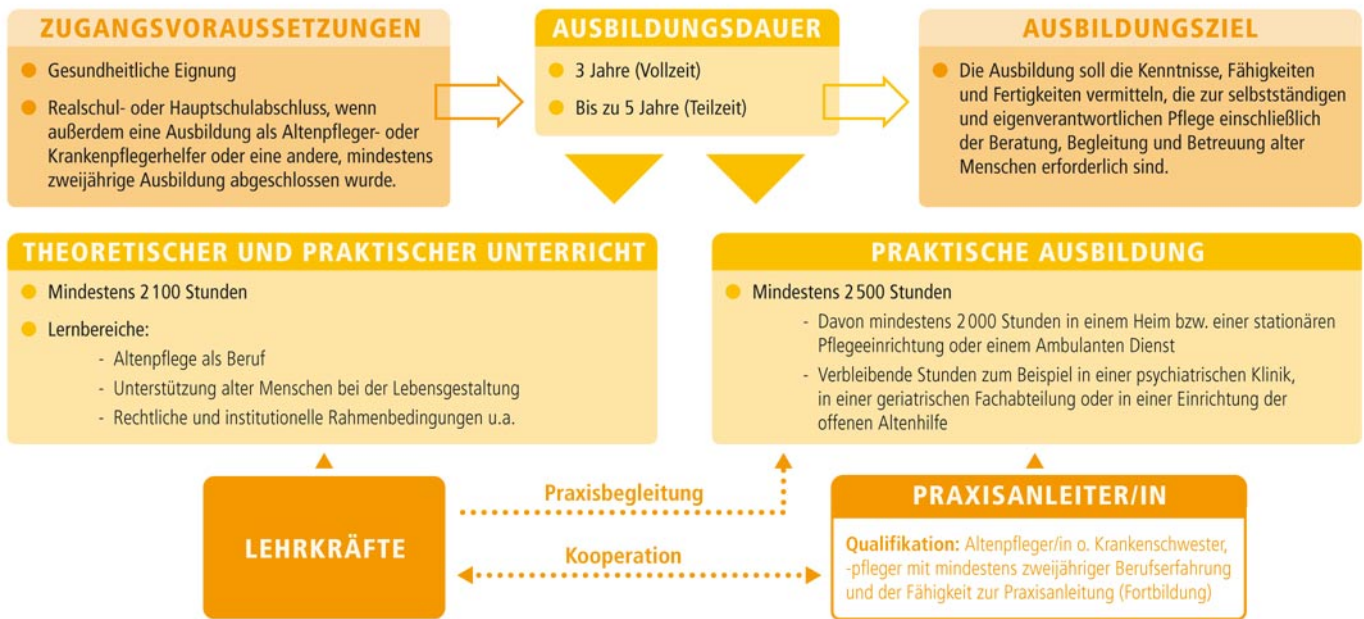 ZUGANGSVORAUSSETZUNGEN
Gesundheitliche Eignung
Realschul- oder Hauptschulabschluss, wenn
außerdem eine Ausbildung als Altenpfleger- oder
Krankenpflegerhelfer oder eine andere, mindestens
zweijährige Ausbildung abgeschlossen wurde.
AUSBILDUNGSDAUER
3 Jahre (Vollzeit)
Bis zu 5 Jahre (Teilzeit)
AUSBILDUNGSZIEL
Die Ausbildung soll die Kenntnisse, Fähigkeiten
und Fertigkeiten vermitteln, die zur selbstständigen
und eigenverantwortlichen Pflege einschließlich
der Beratung, Begleitung und Betreuung alter
Menschen erforderlich sind.
THEORETISCHER UND PRAKTISCHER UNTERRICHT
Mindestens 2 100 Stunden
Lernbereiche:
- Altenpflege als Beruf
- Unterstützung alter Menschen bei der Lebensgestaltung
- Rechtliche und institutionelle Rahmenbedingungen u.a.
PRAKTISCHE AUSBILDUNG
Mindestens 2 500 Stunden
- Davon mindestens 2 000 Stunden in einem Heim bzw. einer stationären
Pflegeeinrichtung oder einem Ambulanten Dienst
- Verbleibende Stunden zum Beispiel in einer psychiatrischen Klinik,
in einer geriatrischen Fachabteilung oder in einer Einrichtung der
offenen Altenhilfe
LEHRKRÄFTE
Praxisbegleitung
Kooperation
PRAXISANLEITER/IN
Qualifikation: Altenpfleger/in o. Krankenschwester,
-pfleger mit mindestens zweijähriger Berufserfahrung
und der Fähigkeit zur Praxisanleitung (Fortbildung)